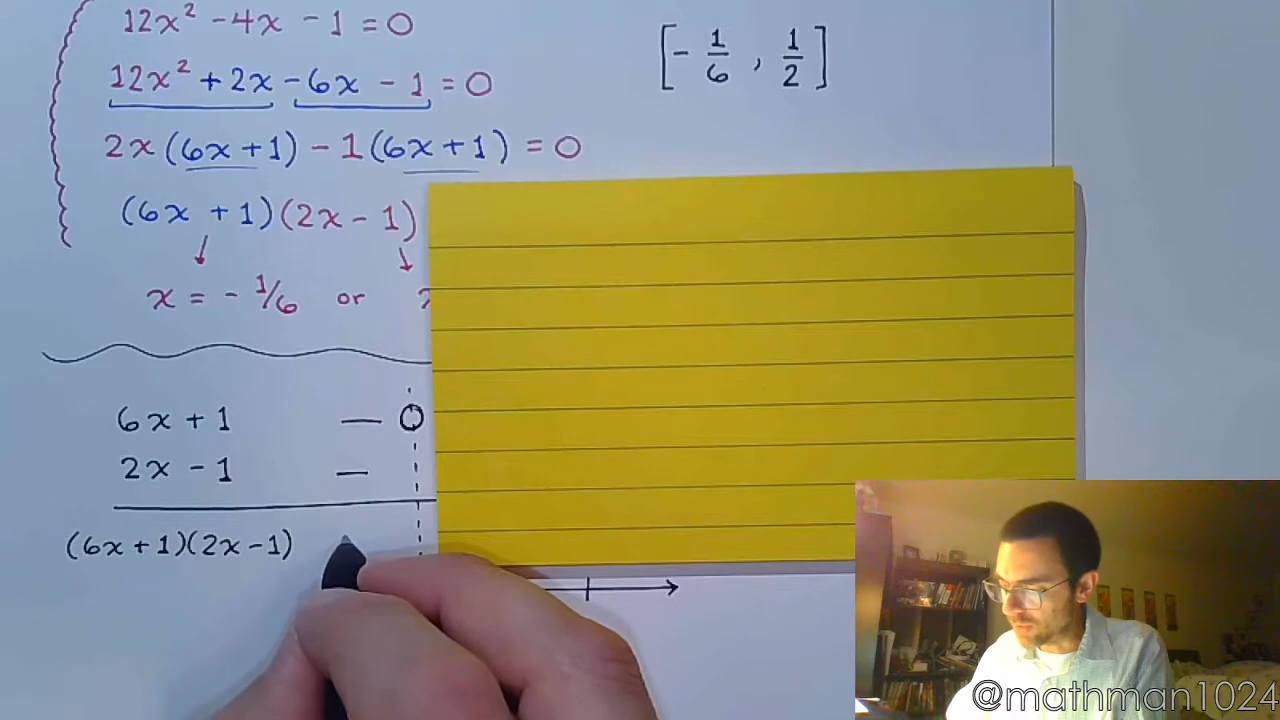 12x² - 4x - 1 = 0
12x² + 2x - 6x - 1 = 0
2x (6x + 1) - 1 (6x + 1) = 0
(6x + 1)(2x - 1)
x = - 1/6 or
[- 1/6 , 1/2]
6x + 1 — 0
2x - 1 —
(6x + 1)(2x - 1)
@mathman1024